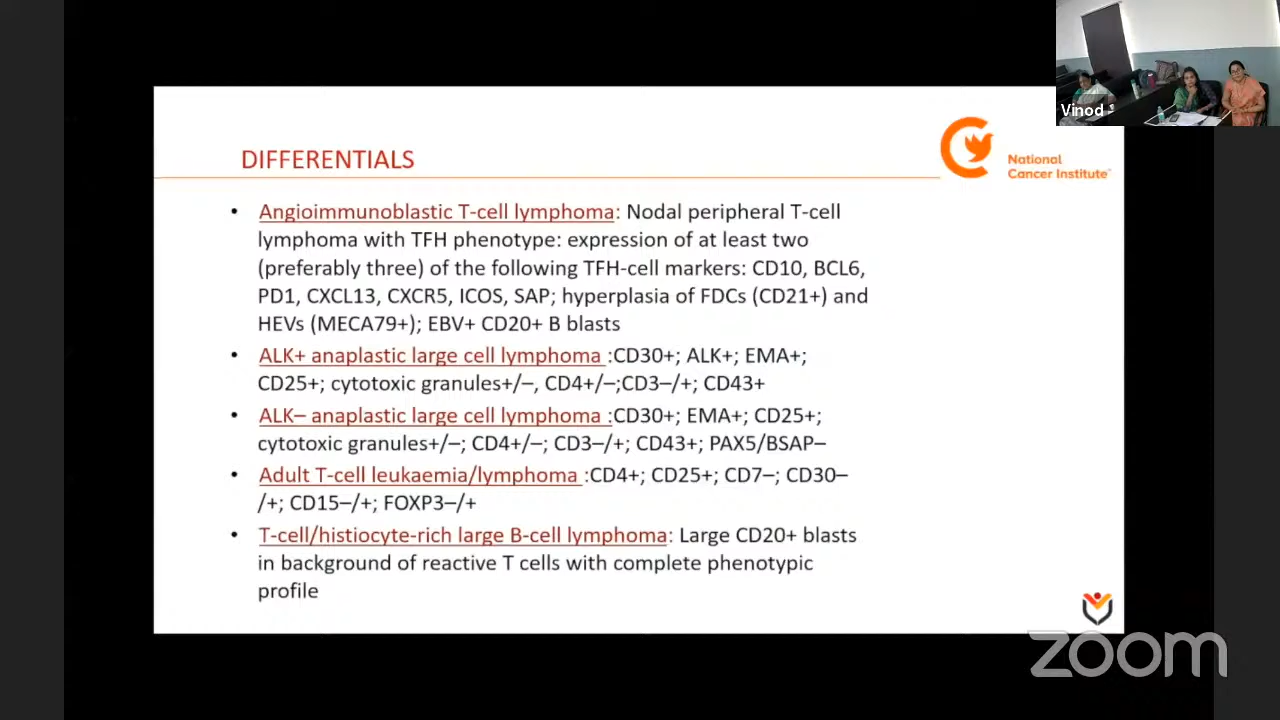 Vinod
DIFFERENTIALS
National
Cancer Institute™
• Angioimmunoblastic T-cell lymphoma: Nodal peripheral T-cell
lymphoma with TFH phenotype: expression of at least two
(preferably three) of the following TFH-cell markers: CD10, BCL6,
PD1, CXCL13, CXCR5, ICOS, SAP; hyperplasia of FDCs (CD21+) and
HEVs (MECA79+); EBV+ CD20+ B blasts
• ALK+ anaplastic large cell lymphoma :CD30+; ALK+; EMA+;
CD25+; cytotoxic granules+/–, CD4+/–;CD3–/+; CD43+
• ALK– anaplastic large cell lymphoma :CD30+; EMA+; CD25+;
cytotoxic granules+/–; CD4+/–; CD3–/+; CD43+; PAX5/BSAP–
• Adult T-cell leukaemia/lymphoma :CD4+; CD25+; CD7–; CD30–
/+; CD15–/+; FOXP3–/+
• T-cell/histiocyte-rich large B-cell lymphoma: Large CD20+ blasts
in background of reactive T cells with complete phenotypic
profile
zoom